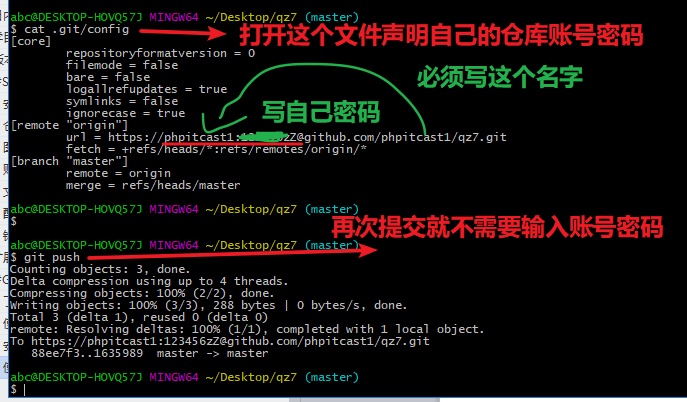 abc@DESKTOP-HOVQ57J MINGW64 ~/Desktop/qz7 (master)
$ cat .git/config
打开这个文件声明自己的仓库账号密码
[core]
repositoryformatversion = 0
filemode = false
bare = false
必须写这个名字
logallrefupdates = true
symlinks = false
ignorecase = true
写自己密码
[remote "origin"]
url = https://phpitcast1: zZ@github.com/phpitcast1/qz7.git
fetch = +refs/heads/*:refs/remotes/origin/*
[branch "master"]
remote = origin
merge = refs/heads/master
abc@DESKTOP-HOVQ57J MINGW64 ~/Desktop/qz7 (master)
$
再次提交就不需要输入账号密码
abc@DESKTOP-HOVQ57J MINGW64 ~/Desktop/qz7 (master)
$ git push
Counting objects: 3, done.
Delta compression using up to 4 threads.
Compressing objects: 100% (2/2), done.
Writing objects: 100% (3/3), 288 bytes | 0 bytes/s, done.
Total 3 (delta 1), reused 0 (delta 0)
remote: Resolving deltas: 100% (1/1), completed with 1 local object.
To https://phpitcast1:123456zZ@github.com/phpitcast1/qz7.git
88ee7f3..1635989 master -> master
abc@DESKTOP-HOVQ57J MINGW64 ~/Desktop/qz7 (master)
$